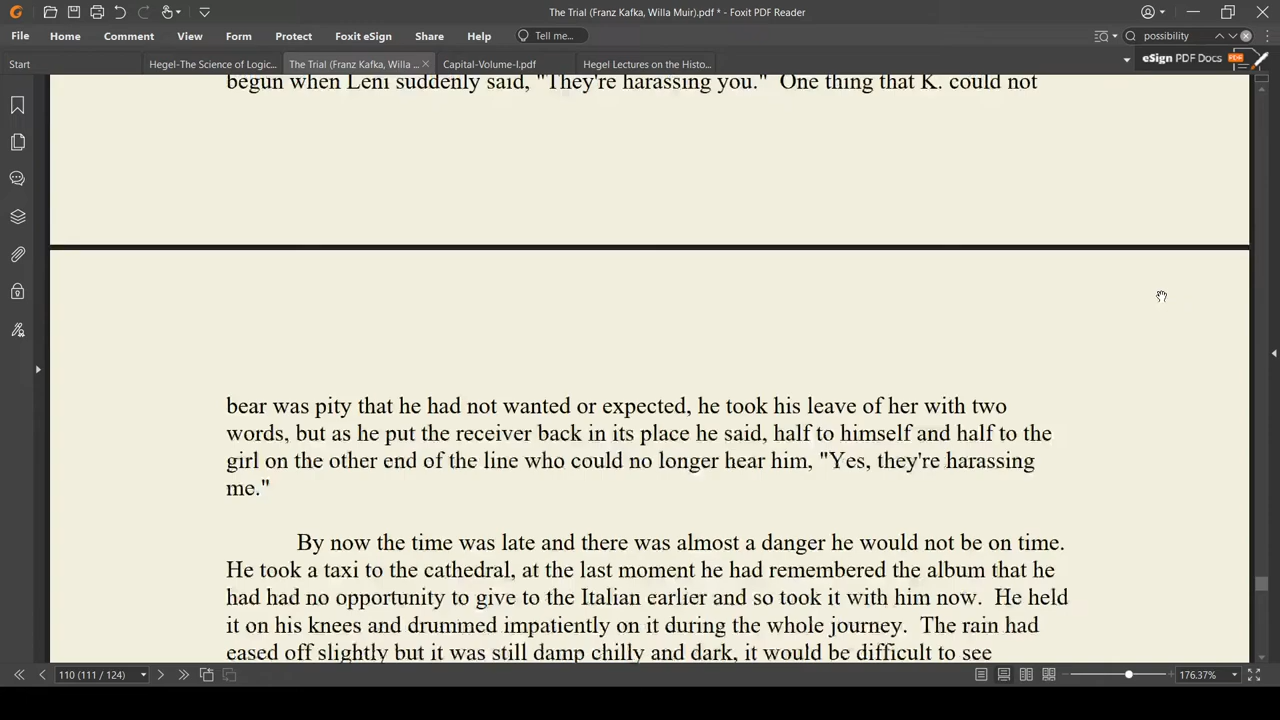 The Trial (Franz Kafka, Willa Muir).pdf * - Foxit PDF Reader
File Home Comment View Form Protect Foxit eSign Share Help Tell me... possibility
Start Hegel-The Science of Logic... The Trial (Franz Kafka, Willa ... Capital-Volume-I.pdf Hegel Lectures on the Histo... eSign PDF Docs PDF
begun when Leni suddenly said, "They're harassing you."  One thing that K. could not
bear was pity that he had not wanted or expected, he took his leave of her with two
words, but as he put the receiver back in its place he said, half to himself and half to the
girl on the other end of the line who could no longer hear him, "Yes, they're harassing
me."
By now the time was late and there was almost a danger he would not be on time.
He took a taxi to the cathedral, at the last moment he had remembered the album that he
had had no opportunity to give to the Italian earlier and so took it with him now.  He held
it on his knees and drummed impatiently on it during the whole journey.  The rain had
eased off slightly but it was still damp chilly and dark, it would be difficult to see
110 (111 / 124) 176.37%